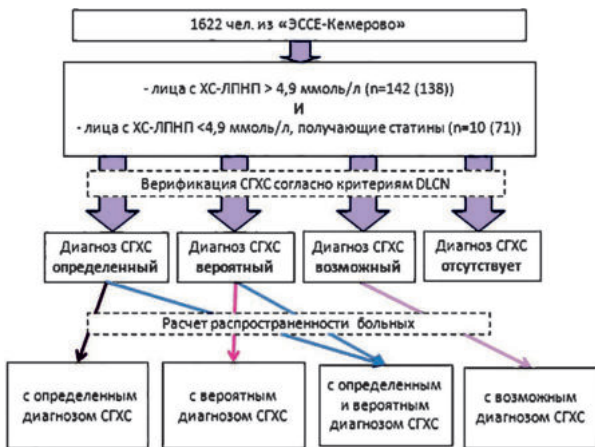 1622 чел. из «ЭССЕ-Кемерово»
- лица с ХС-ЛПНП > 4,9 ммоль/л (n=142 (138))
И
- лица с ХС-ЛПНП <4,9 ммоль/л, получающие статины (n=10 (71))
Верификация СГХС согласно критериям DLCN
Диагноз СГХС
определенный
Диагноз СГХС
вероятный
Диагноз СГХС
возможный
Диагноз СГХС
отсутствует
Расчет распространенности больных
с определенным
диагнозом СГХС
с вероятным
диагнозом СГХС
с определенным
и вероятным
диагнозом СГХС
с возможным
диагнозом СГХС